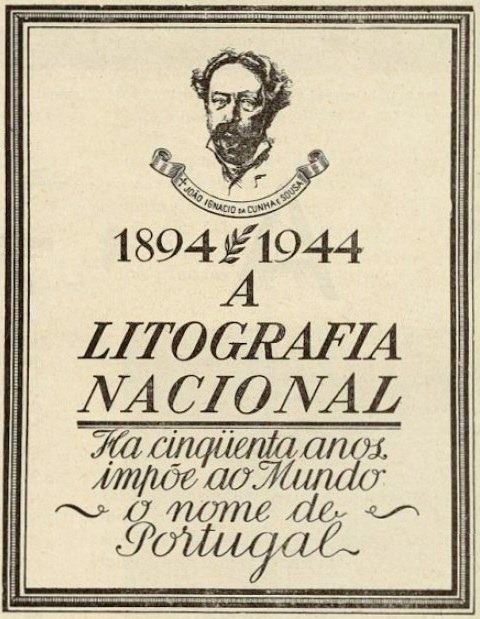 † JOÃO IGNACIO DA CUNHA E SOUSA
1894 1944
A
LITOGRAFIA
NACIONAL
Ha cinqüenta anos
impõe ao Mundo
o nome de
Portugal